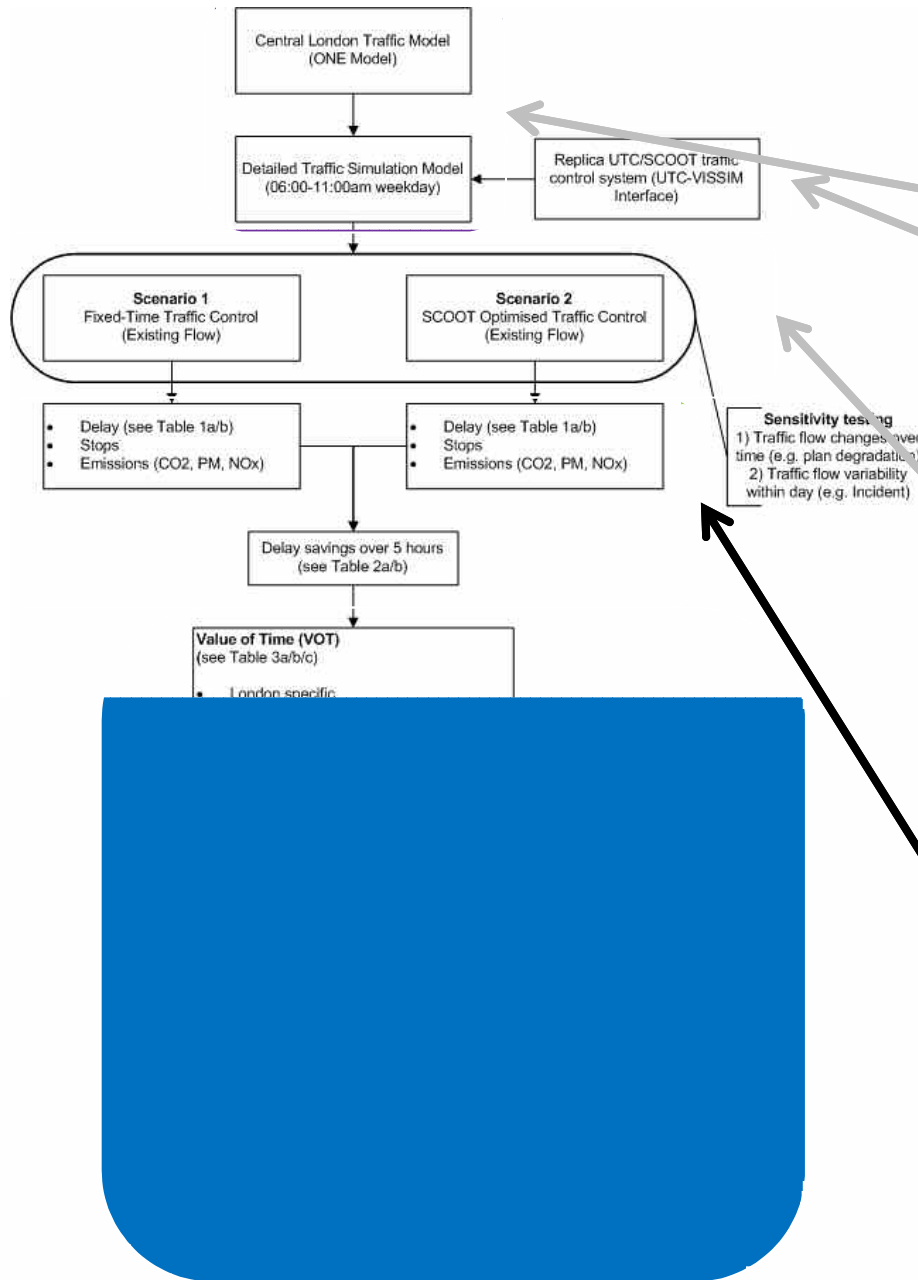 Central London Traffic Model
(ONE Model)
Detailed Traffic Simulation Model
(06:00-11:00am weekday)
Replica UTC/SCOOT traffic
control system (UTC-VISSIM
Interface)
Scenario 1
Fixed-Time Traffic Control
(Existing Flow)
Scenario 2
SCOOT Optimised Traffic Control
(Existing Flow)
• Delay (see Table 1a/b)
• Stops
• Emissions (CO2, PM, NOx)
• Delay (see Table 1a/b)
• Stops
• Emissions (CO2, PM, NOx)
Sensitivity testing
1) Traffic flow changes over
time (e.g. plan degradation)
2) Traffic flow variability
within day (e.g. Incident)
Delay savings over 5 hours
(see Table 2a/b)
Value of Time (VOT)
(see Table 3a/b/c)
• London specific